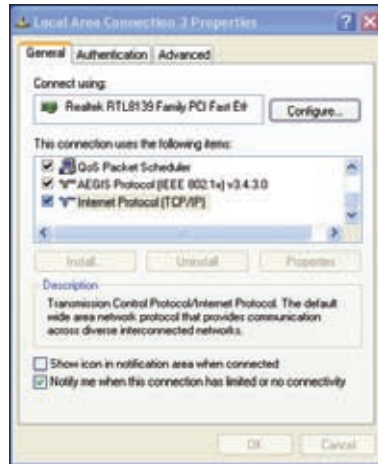 Local Area Connection 3 Properties
General Authentication Advanced
Connect using:
Realtek RTL8139 Family PCI Fast Eth
Configure...
This connection uses the following items:
QoS Packet Scheduler
AEGIS Protocol (IEEE 802.1x) v3.4.3.0
Internet Protocol (TCP/IP)
Install... Uninstall Properties
Description
Transmission Control Protocol/Internet Protocol. The default
wide area network protocol that provides communication
across diverse interconnected networks.
Show icon in notification area when connected
Notify me when this connection has limited or no connectivity
OK Cancel